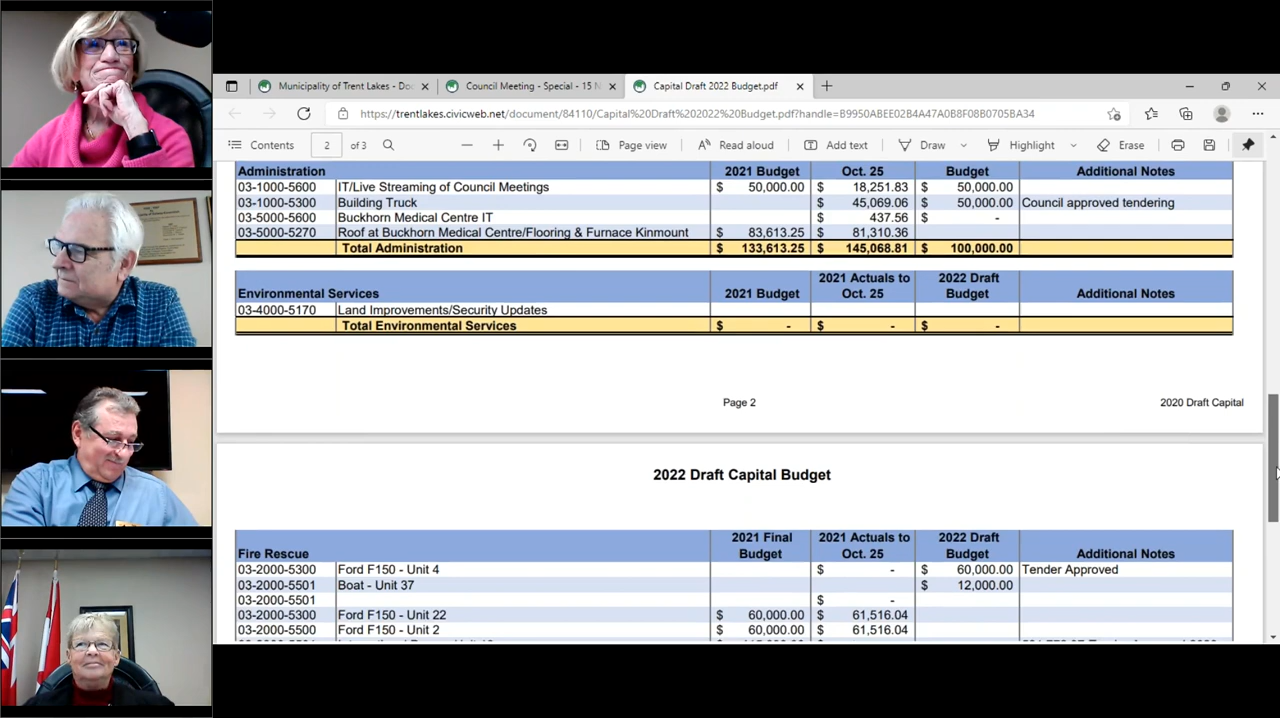 Municipality of Trent Lakes - Doc
Council Meeting - Special - 15 N
Capital Draft 2022 Budget.pdf
https://trentlakes.civicweb.net/document/84110/Capital%20Draft%202022%20Budget.pdf?handle=B9950ABEE02B4A47A0B8F08B0705BA34
Contents 2 of 3 Page view Read aloud Add text Draw Highlight Erase
Administration 2021 Budget Oct. 25 Budget Additional Notes
03-1000-5600 IT/Live Streaming of Council Meetings $ 50,000.00 $ 18,251.83 $ 50,000.00
03-1000-5300 Building Truck $ 45,069.06 $ 50,000.00 Council approved tendering
03-5000-5600 Buckhorn Medical Centre IT $ 437.56 $ -
03-5000-5270 Roof at Buckhorn Medical Centre/Flooring & Furnace Kinmount $ 83,613.25 $ 81,310.36
Total Administration $ 133,613.25 $ 145,068.81 $ 100,000.00
2021 Actuals to 2022 Draft
Environmental Services 2021 Budget Oct. 25 Budget Additional Notes
03-4000-5170 Land Improvements/Security Updates
Total Environmental Services $ - $ - $ -
Page 2 2020 Draft Capital
2022 Draft Capital Budget
2021 Final 2021 Actuals to 2022 Draft
Fire Rescue Budget Oct. 25 Budget Additional Notes
03-2000-5300 Ford F150 - Unit 4 $ - $ 60,000.00 Tender Approved
03-2000-5501 Boat - Unit 37 $ 12,000.00
03-2000-5501 $ -
03-2000-5300 Ford F150 - Unit 22 $ 60,000.00 $ 61,516.04
03-2000-5500 Ford F150 - Unit 2 $ 60,000.00 $ 61,516.04